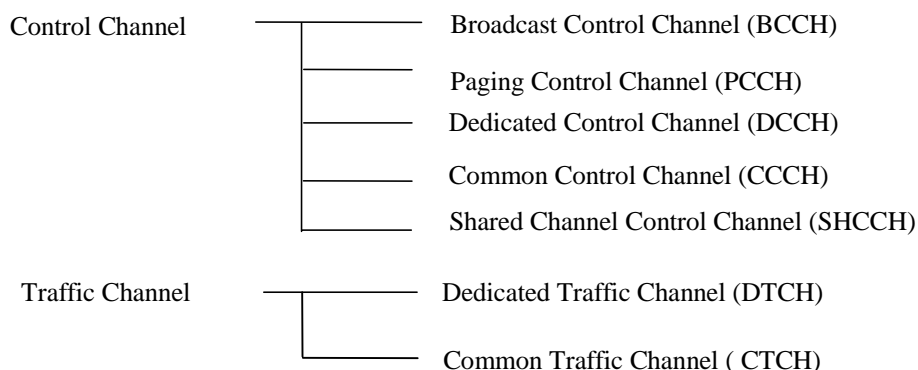 Control Channel Broadcast Control Channel (BCCH)
Paging Control Channel (PCCH)
Dedicated Control Channel (DCCH)
Common Control Channel (CCCH)
Shared Channel Control Channel (SHCCH)
Traffic Channel Dedicated Traffic Channel (DTCH)
Common Traffic Channel ( CTCH)